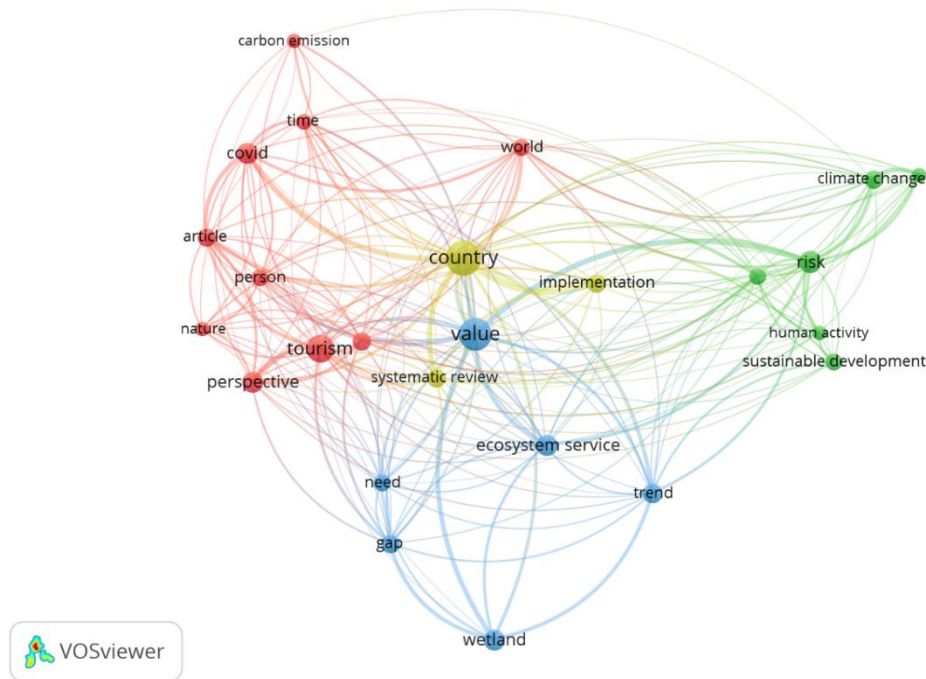 carbon emission
time
covid
world
climate change
article
country
risk
person
implementation
nature
value
human activity
tourism
sustainable development
perspective
systematic review
ecosystem service
need
trend
gap
wetland
VOSviewer